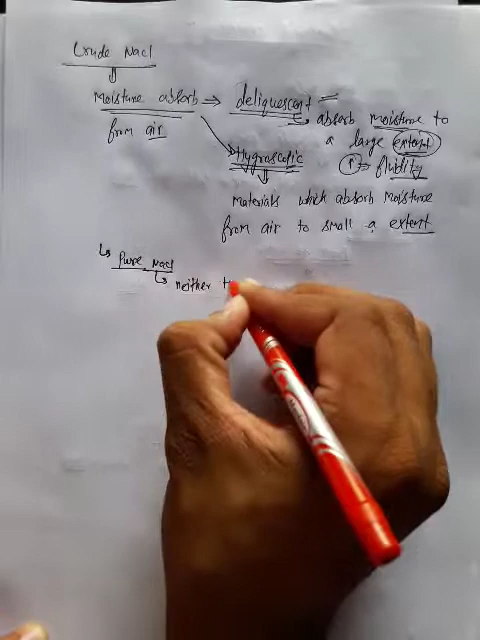 Crude Nacl
Moisture absorb ⇒ deliquescent
from air
absorb moisture to
a large extent
Hygroscopic
fluidity
Materials which absorb moisture
from air to small a extent
Pure Nacl
neither